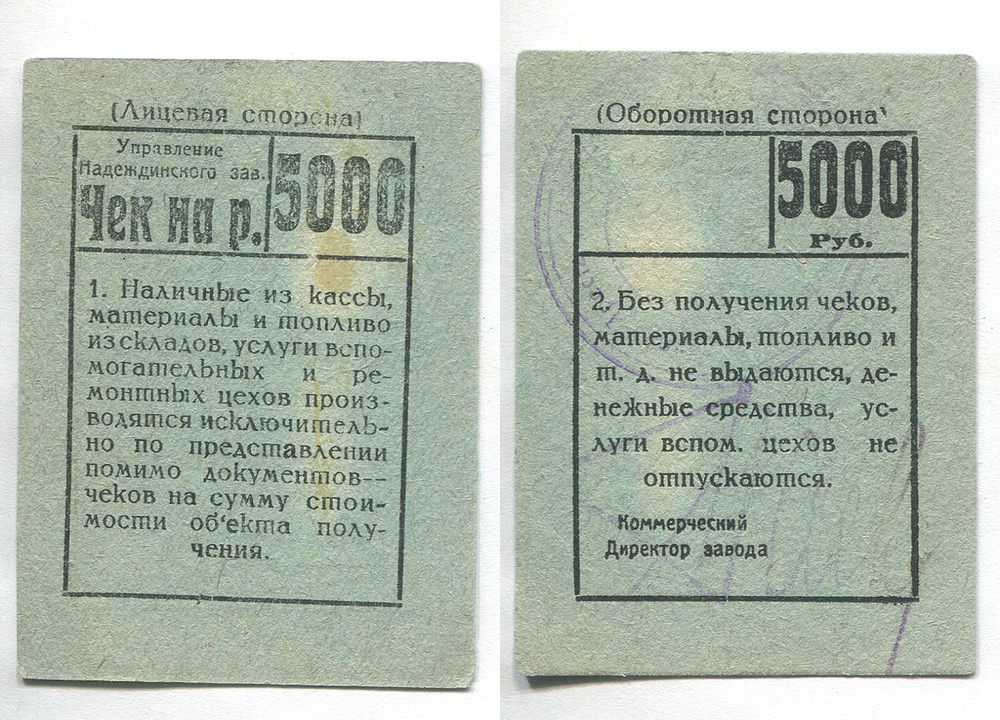 (Лицевая сторона)
Управление
Надеждинского зав.
Чек на р.
5000
1. Наличные из кассы,
материалы и топливо
из складов, услуги вспо-
могательных и ре-
монтных цехов произ-
водятся исключитель-
но по представлении
помимо документов--
чеков на сумму стои-
мости об'екта полу-
чения.
(Оборотная сторона)
5000
Руб.
2. Без получения чеков,
материалы, топливо и
т. д. не выдаются, де-
нежные средства, ус-
луги вспом. цехов не
отпускаются.
Коммерческий
Директор завода